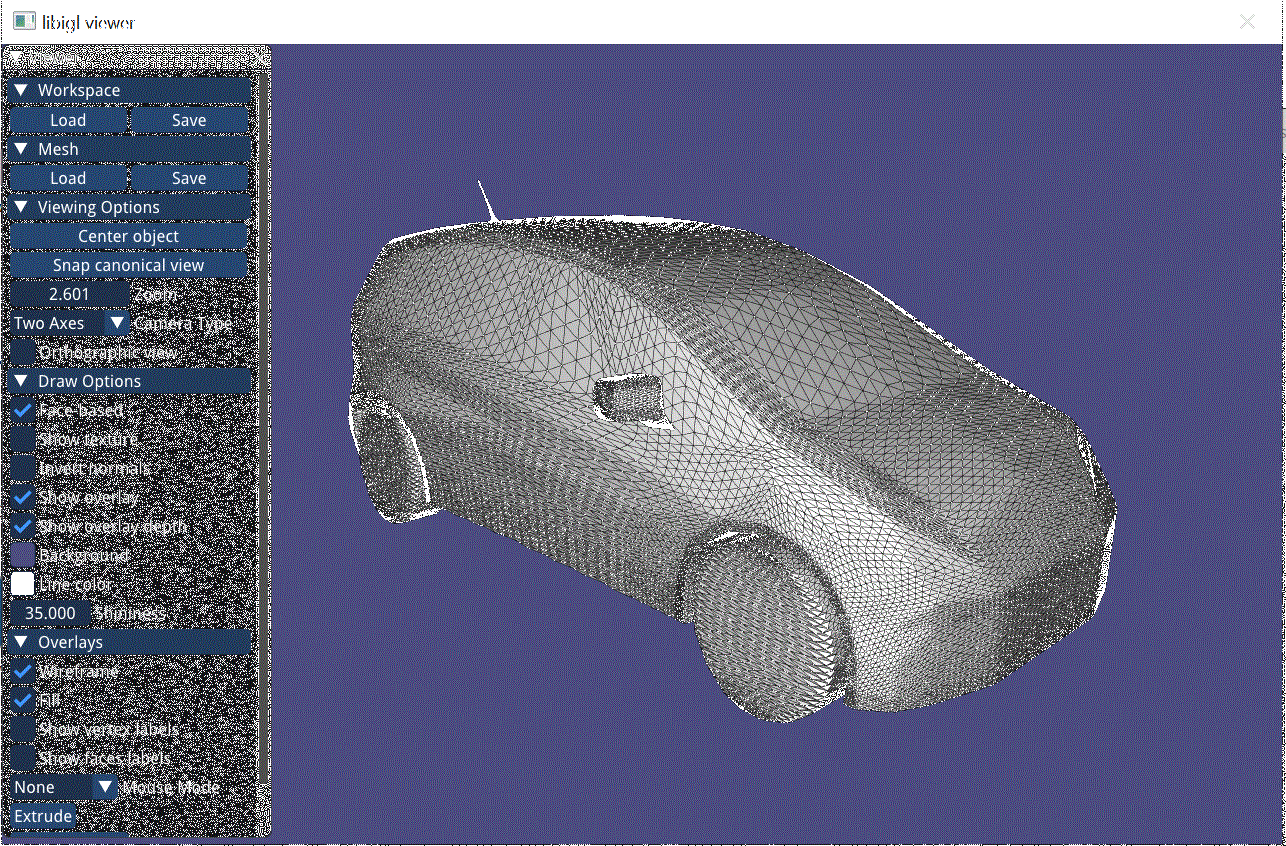 libigl viewer
Workspace
Load Save
Mesh
Load Save
Viewing Options
Center object
Snap canonical view
2.601 Zoom
Two Axes Camera Type
Orthographic view
Draw Options
Face-based
Show texture
Invert normals
Show overlay
Show overlay depth
Background
Line color
35.000 Shininess
Overlays
Wireframe
Fill
Show vertex labels
Show faces labels
None Mouse Mode
Extrude